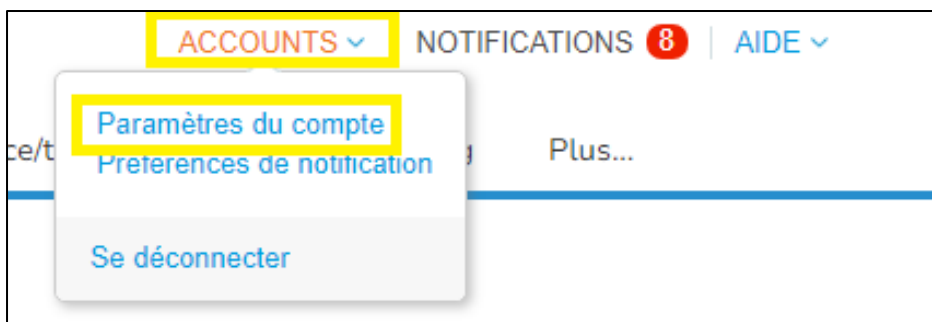 ACCOUNTS NOTIFICATIONS 8 AIDE
Paramètres du compte
Préférences de notification
Plus...
Se déconnecter